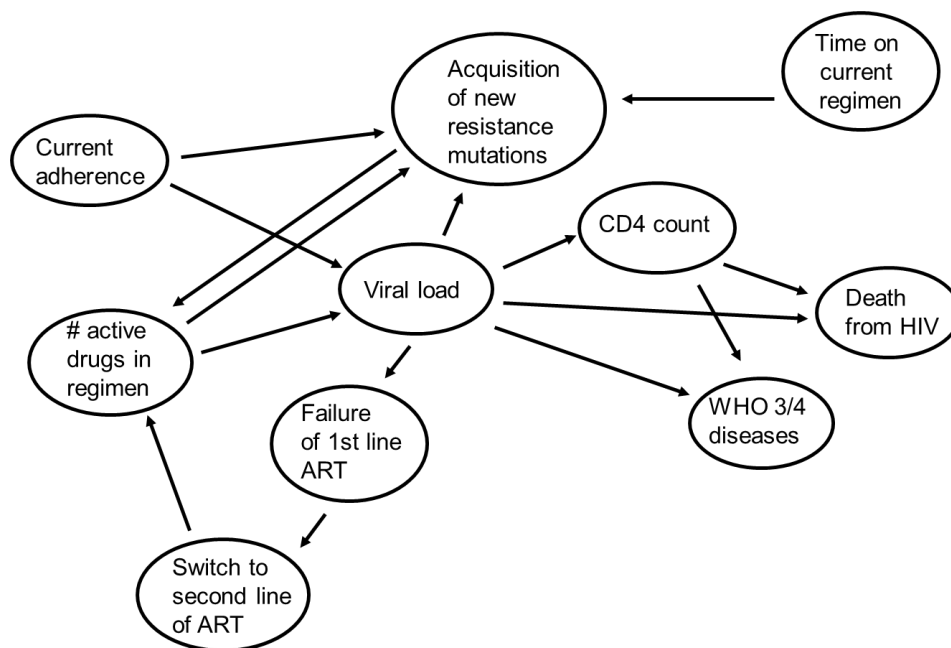 Acquisition
of new
resistance
mutations
Time on
current
regimen
Current
adherence
CD4 count
Viral load
Death
from HIV
# active
drugs in
regimen
Failure
of 1st line
ART
WHO 3/4
diseases
Switch to
second line
of ART